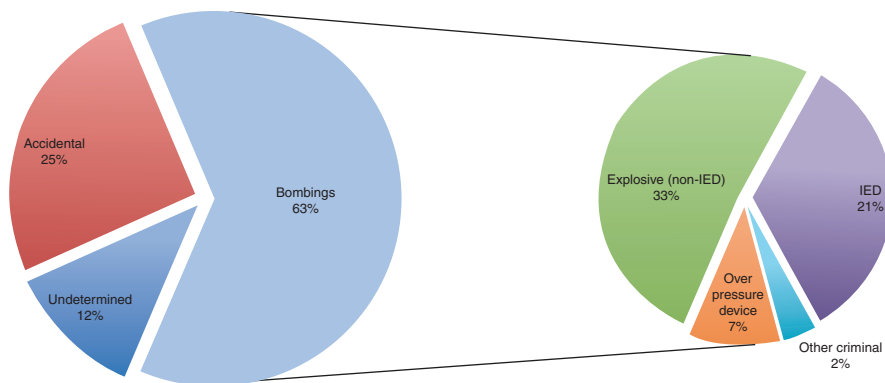 Accidental
25%
Undetermined
12%
Bombings
63%
Explosive (non-IED)
33%
IED
21%
Over
pressure
device
7%
Other criminal
2%